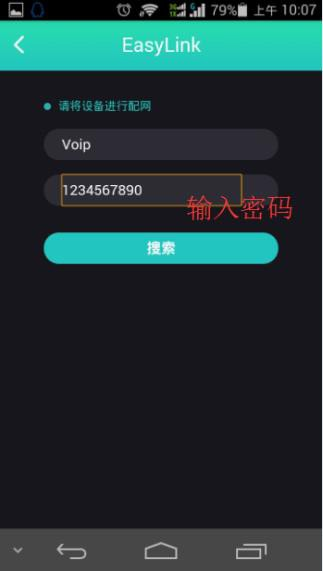 79% 上午 10:07
EasyLink
请将设备进行配网
Voip
1234567890
输入密码
搜索